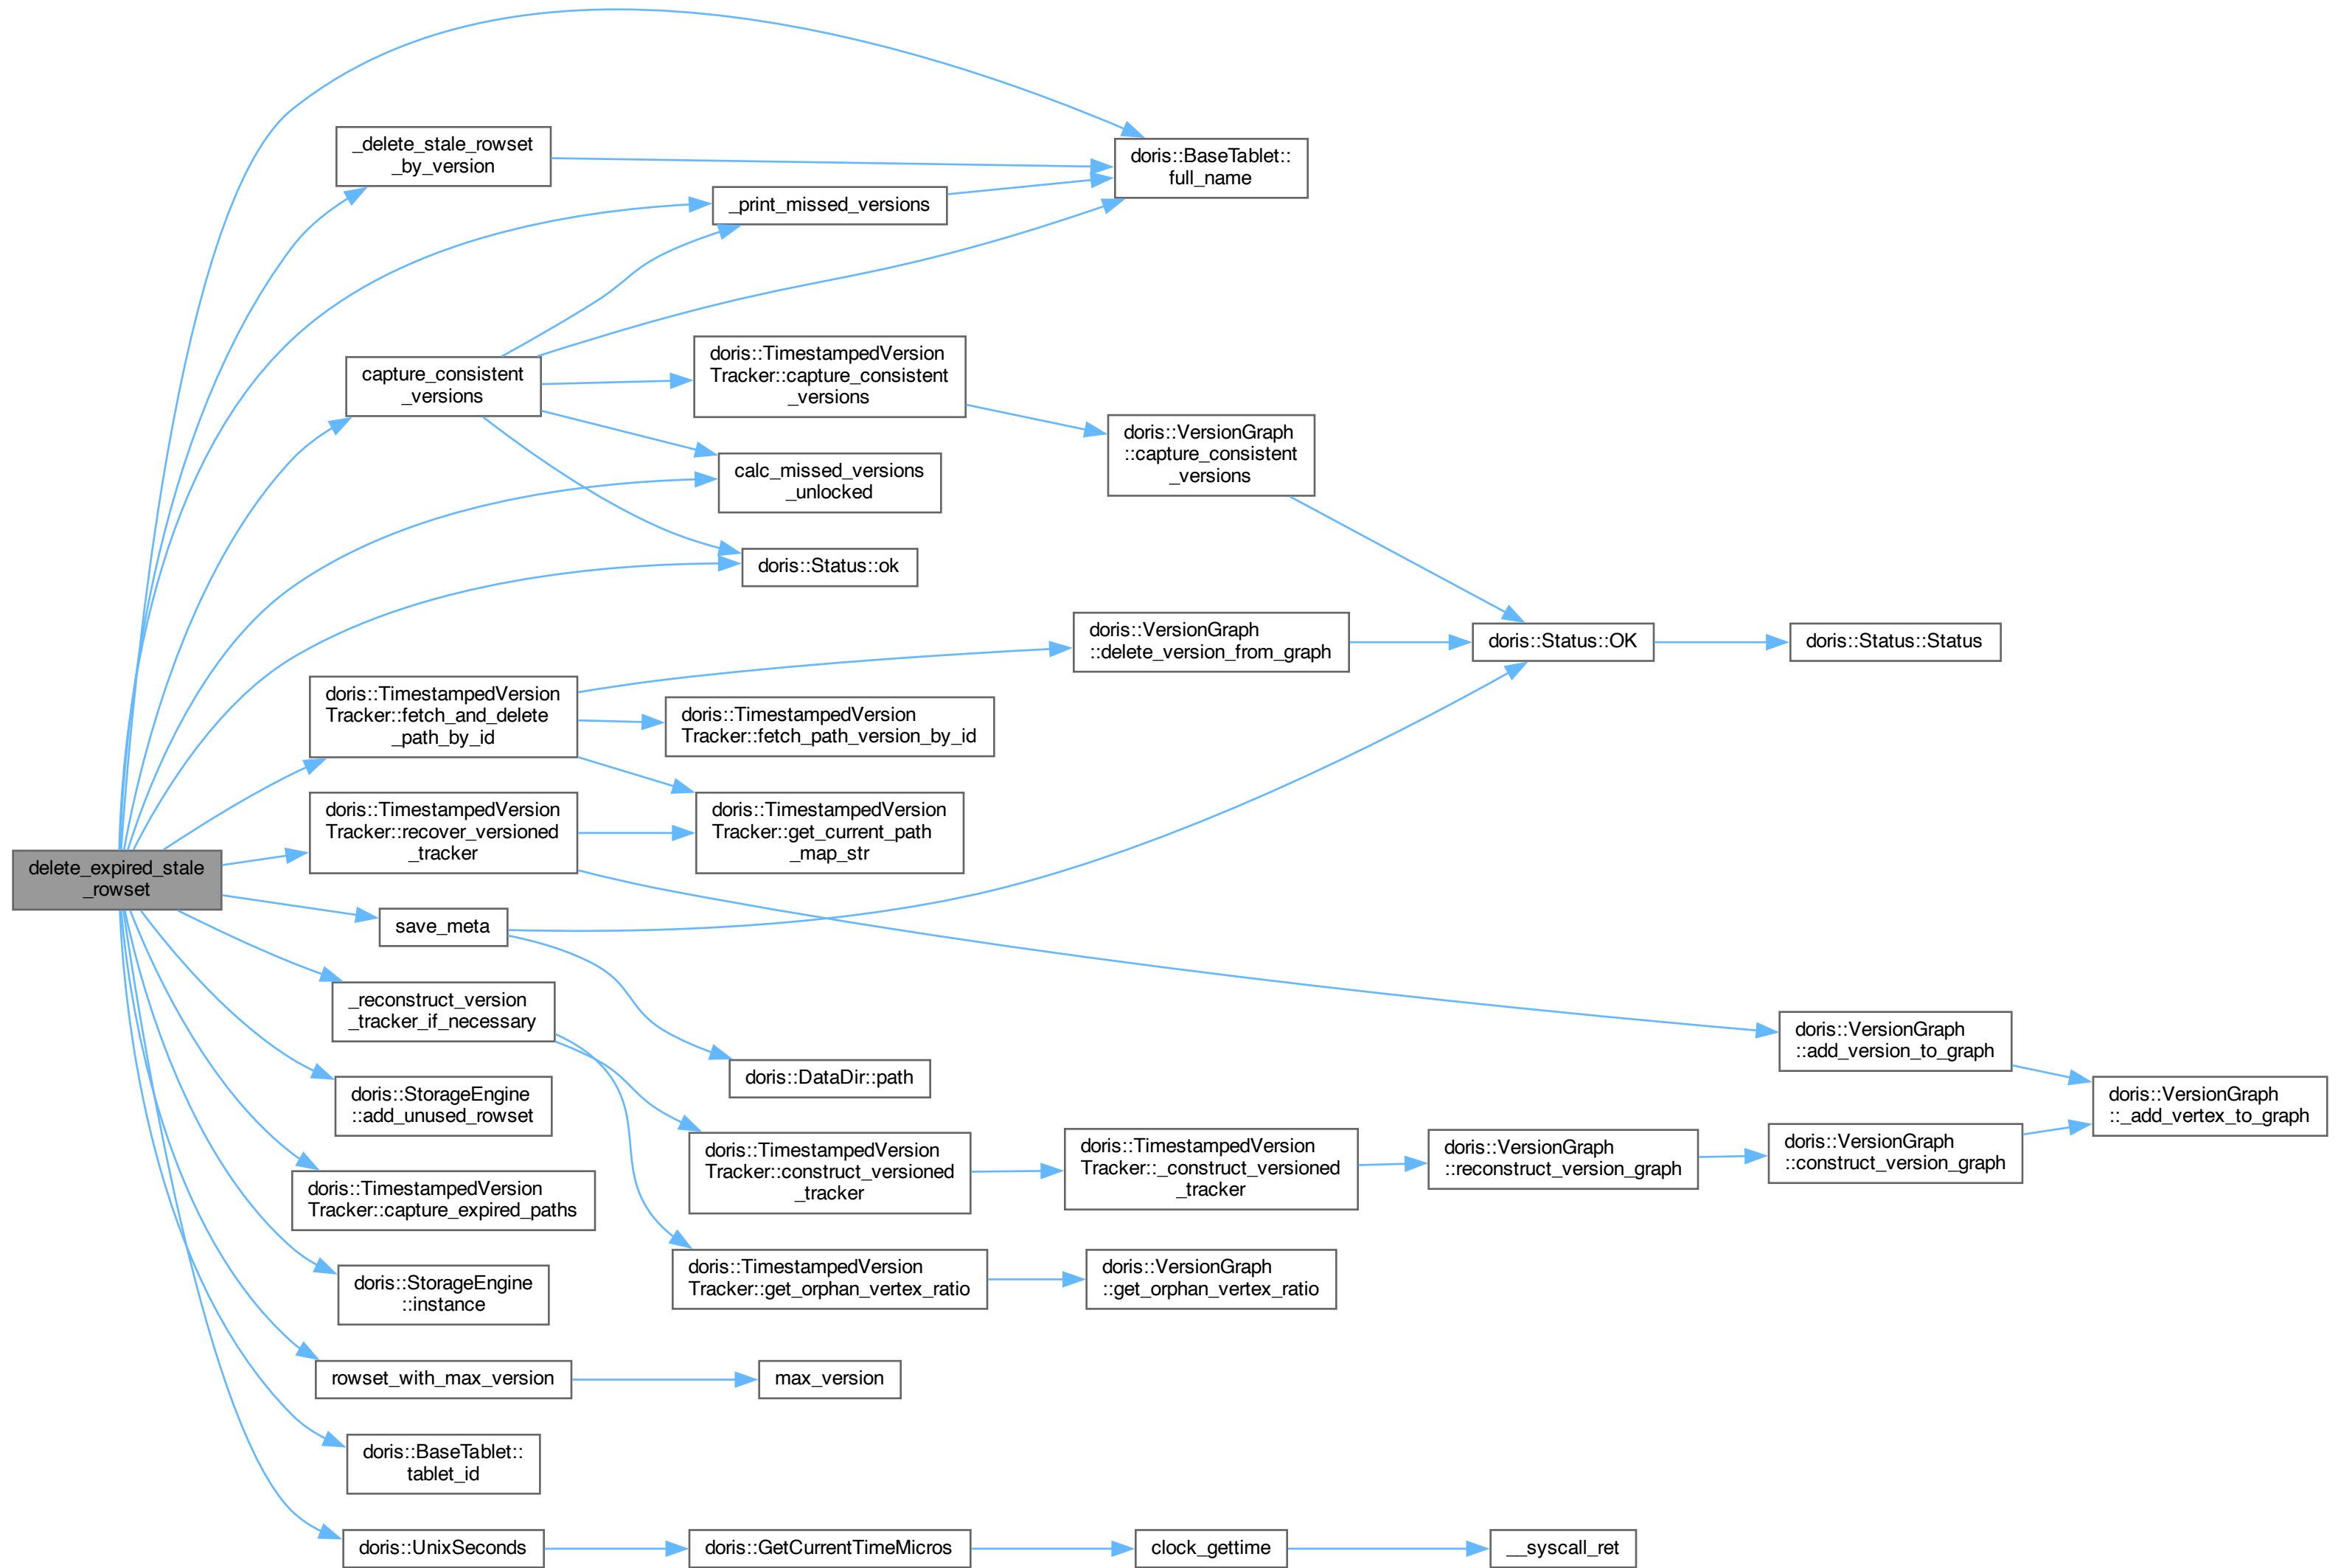 _delete_stale_rowset
_by_version
doris::BaseTablet::
full_name
_print_missed_versions
capture_consistent
_versions
doris::TimestampedVersion
Tracker::capture_consistent
_versions
doris::VersionGraph
::capture_consistent
_versions
calc_missed_versions
_unlocked
doris::Status::ok
doris::VersionGraph
::delete_version_from_graph
doris::Status::OK
doris::Status::Status
doris::TimestampedVersion
Tracker::fetch_and_delete
_path_by_id
doris::TimestampedVersion
Tracker::fetch_path_version_by_id
doris::TimestampedVersion
Tracker::recover_versioned
_tracker
doris::TimestampedVersion
Tracker::get_current_path
_map_str
delete_expired_stale
_rowset
save_meta
_reconstruct_version
_tracker_if_necessary
doris::VersionGraph
::add_version_to_graph
doris::DataDir::path
doris::StorageEngine
::add_unused_rowset
doris::VersionGraph
::_add_vertex_to_graph
doris::TimestampedVersion
Tracker::construct_versioned
_tracker
doris::TimestampedVersion
Tracker::_construct_versioned
_tracker
doris::VersionGraph
::reconstruct_version_graph
doris::VersionGraph
::construct_version_graph
doris::TimestampedVersion
Tracker::capture_expired_paths
doris::TimestampedVersion
Tracker::get_orphan_vertex_ratio
doris::VersionGraph
::get_orphan_vertex_ratio
doris::StorageEngine
::instance
rowset_with_max_version
max_version
doris::BaseTablet::
tablet_id
doris::UnixSeconds
doris::GetCurrentTimeMicros
clock_gettime
__syscall_ret